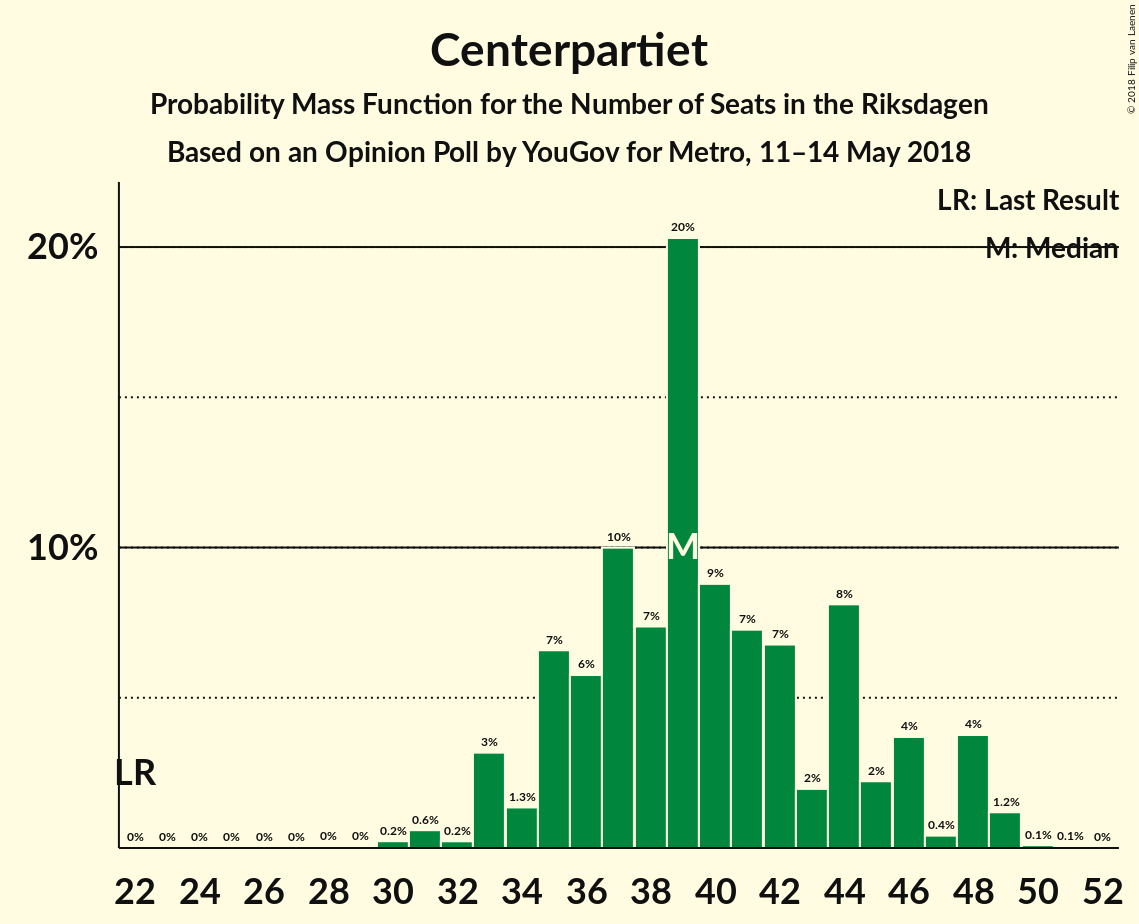 Centerpartiet
Probability Mass Function for the Number of Seats in the Riksdagen
Based on an Opinion Poll by YouGov for Metro, 11–14 May 2018
© 2018 Filip van Laenen
LR: Last Result
M: Median
20%
10%
LR
M
0% 0% 0% 0% 0% 0% 0% 0% 0.2% 0.6% 0.2% 3% 1.3% 7% 6% 10% 7% 20% 9% 7% 7% 2% 8% 2% 4% 0.4% 4% 1.2% 0.1% 0.1% 0%
22 24 26 28 30 32 34 36 38 40 42 44 46 48 50 52